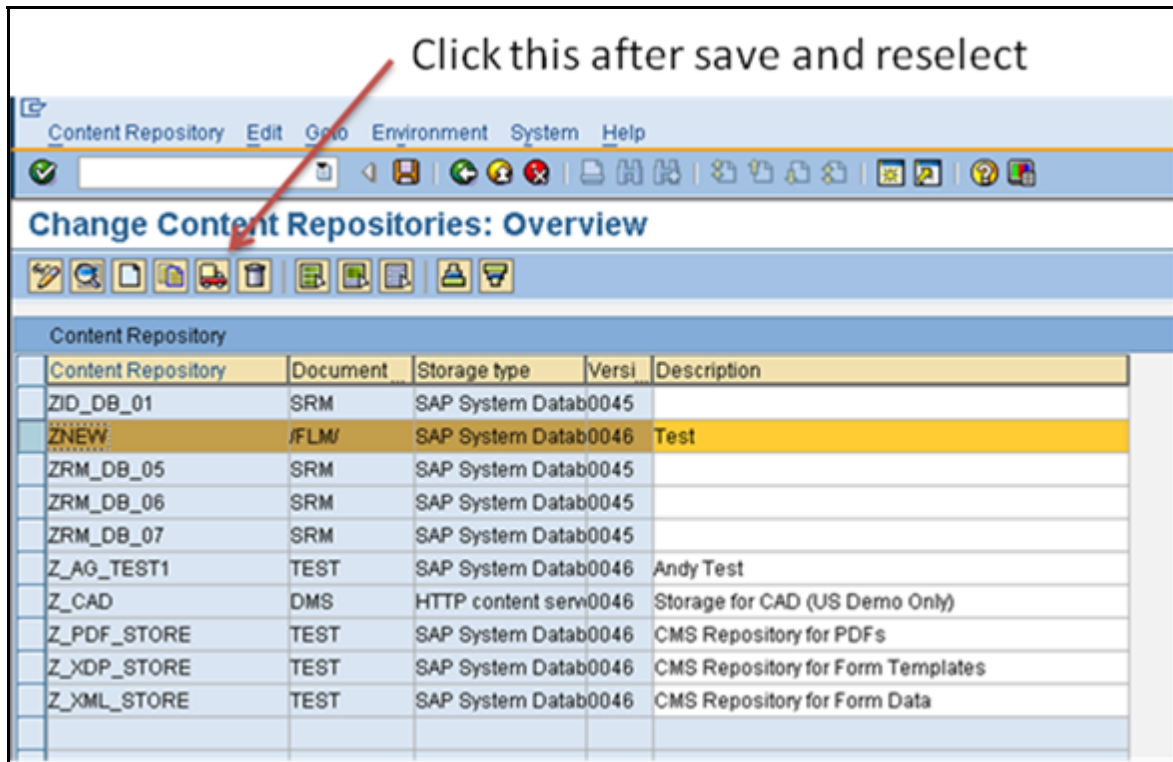 Click this after save and reselect
Content Repository Edit Goto Environment System Help
Change Content Repositories: Overview
Content Repository
Content Repository Document... Storage type Versi... Description
ZID_DB_01 SRM SAP System Datab 0045
ZNEW /FLM/ SAP System Datab 0046 Test
ZRM_DB_05 SRM SAP System Datab 0045
ZRM_DB_06 SRM SAP System Datab 0045
ZRM_DB_07 SRM SAP System Datab 0045
Z_AG_TEST1 TEST SAP System Datab 0046 Andy Test
Z_CAD DMS HTTP content serv 0046 Storage for CAD (US Demo Only)
Z_PDF_STORE TEST SAP System Datab 0046 CMS Repository for PDFs
Z_XDP_STORE TEST SAP System Datab 0046 CMS Repository for Form Templates
Z_XML_STORE TEST SAP System Datab 0046 CMS Repository for Form Data